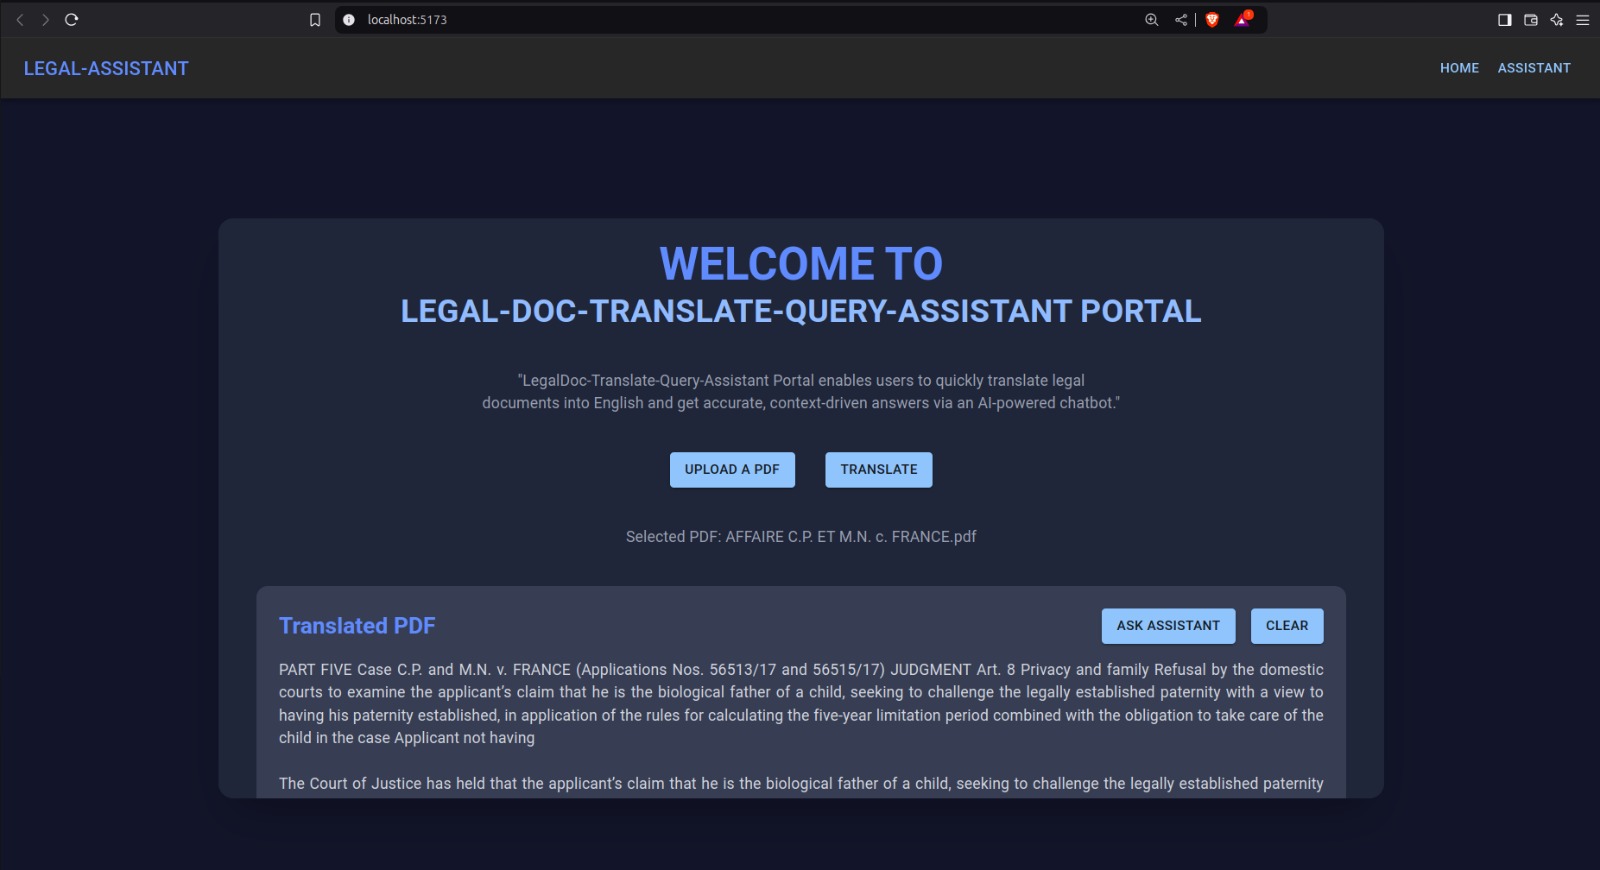 localhost:5173
1
LEGAL-ASSISTANT
HOME
ASSISTANT
WELCOME TO
LEGAL-DOC-TRANSLATE-QUERY-ASSISTANT PORTAL
"LegalDoc-Translate-Query-Assistant Portal enables users to quickly translate legal
documents into English and get accurate, context-driven answers via an AI-powered chatbot."
UPLOAD A PDF
TRANSLATE
Selected PDF: AFFAIRE C.P. ET M.N. c. FRANCE.pdf
Translated PDF
ASK ASSISTANT
CLEAR
PART FIVE Case C.P. and M.N. v. FRANCE (Applications Nos. 56513/17 and 56515/17) JUDGMENT Art. 8 Privacy and family Refusal by the domestic
courts to examine the applicant’s claim that he is the biological father of a child, seeking to challenge the legally established paternity with a view to
having his paternity established, in application of the rules for calculating the five-year limitation period combined with the obligation to take care of the
child in the case Applicant not having
The Court of Justice has held that the applicant’s claim that he is the biological father of a child, seeking to challenge the legally established paternity